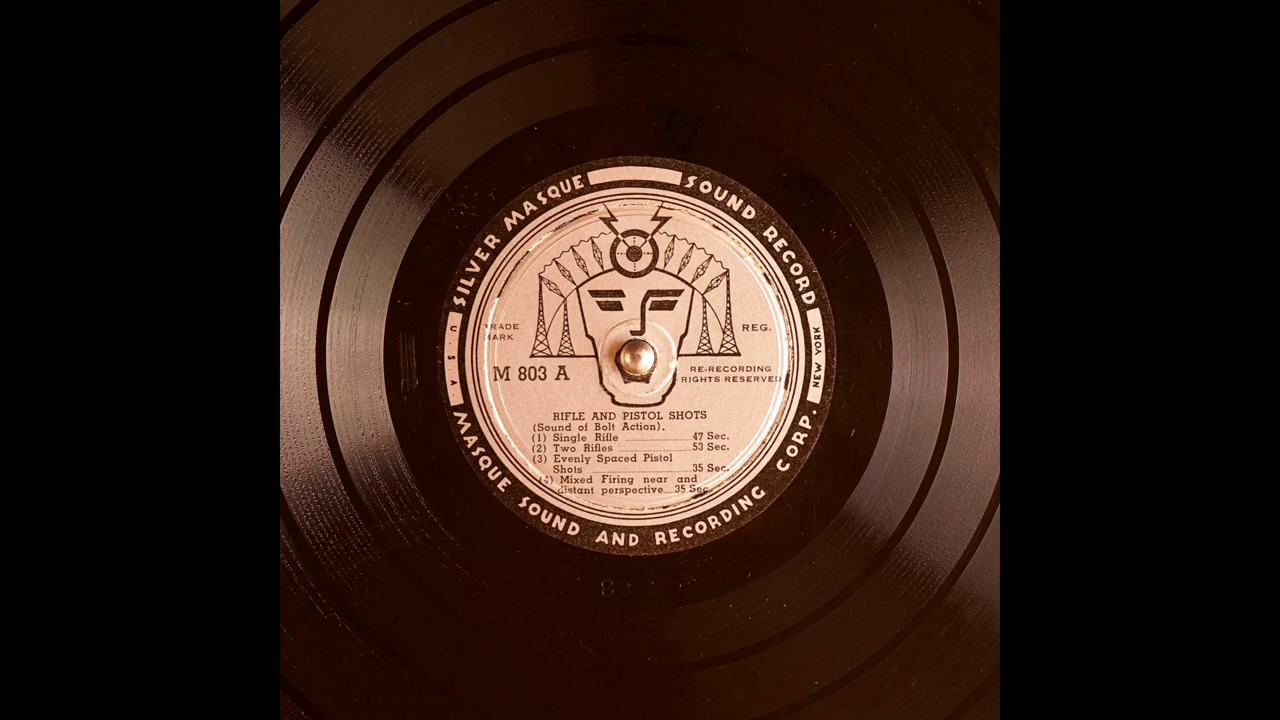 SILVER MASQUE SOUND RECORD
NEW YORK
U. S. A.
MASQUE SOUND AND RECORDING CORP.
REG.
M 803 A
RE-RECORDING
RIGHTS RESERVED
RIFLE AND PISTOL SHOTS
(Sound of Bolt Action).
(1) Single Rifle 47 Sec.
(2) Two Rifles 53 Sec.
(3) Evenly Spaced Pistol
Shots 35 Sec.
(4) Mixed Firing near and
distant perspective 35 Sec.